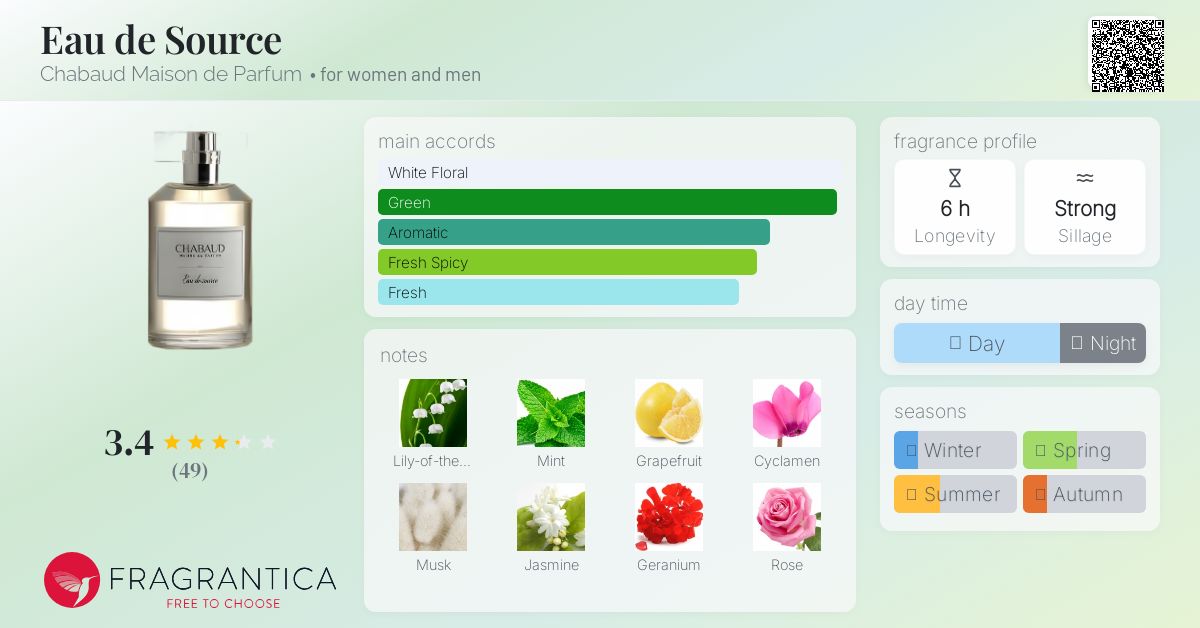 Eau de Source
Chabaud Maison de Parfum • for women and men
CHABAUD
MAISON DE PARFUM
Eau de source
3.4
(49)
FRAGRANTICA
FREE TO CHOOSE
main accords
White Floral
Green
Aromatic
Fresh Spicy
Fresh
notes
Lily-of-the... Mint Grapefruit Cyclamen
Musk Jasmine Geranium Rose
fragrance profile
6 h Strong
Longevity Sillage
day time
Day Night
seasons
Winter Spring
Summer Autumn